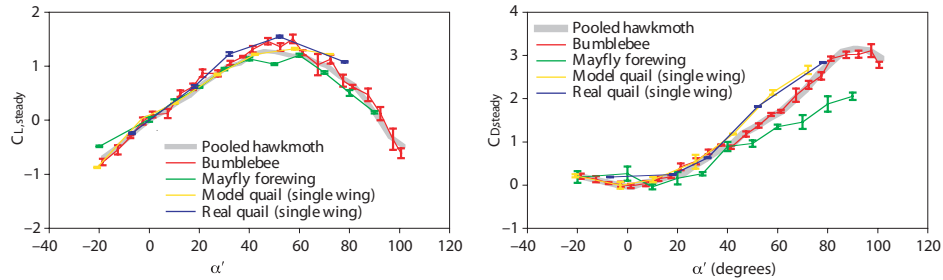 2
1
0
−1
−2
C_L,steady
−40
−20
0
20
40
60
80
100
120
α′
Pooled hawkmoth
Bumblebee
Mayfly forewing
Model quail (single wing)
Real quail (single wing)
4
3
2
1
0
−1
C_D,steady
−40
−20
0
20
40
60
80
100
120
α′ (degrees)
Pooled hawkmoth
Bumblebee
Mayfly forewing
Model quail (single wing)
Real quail (single wing)